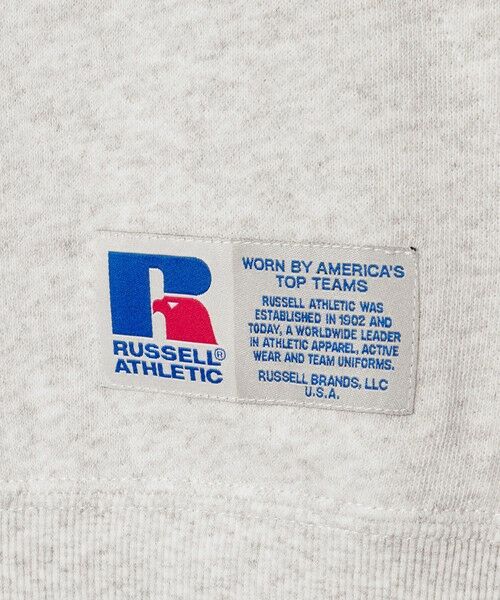 RUSSELL®
ATHLETIC
WORN BY AMERICA'S
TOP TEAMS
RUSSELL ATHLETIC WAS
ESTABLISHED IN 1902 AND
TODAY, A WORLDWIDE LEADER
IN ATHLETIC APPAREL, ACTIVE
WEAR AND TEAM UNIFORMS.
RUSSELL BRANDS, LLC
U.S.A.